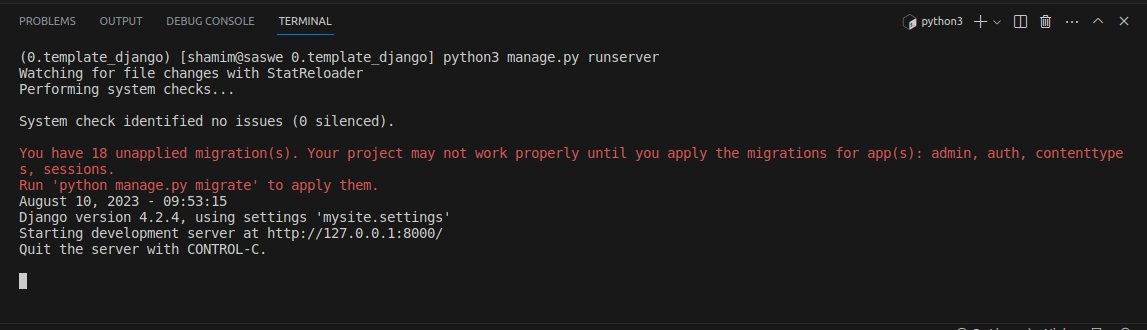 PROBLEMS OUTPUT DEBUG CONSOLE TERMINAL python3
(0.template_django) [shamim@saswe 0.template_django] python3 manage.py runserver
Watching for file changes with StatReloader
Performing system checks...
System check identified no issues (0 silenced).
You have 18 unapplied migration(s). Your project may not work properly until you apply the migrations for app(s): admin, auth, contenttype
s, sessions.
Run 'python manage.py migrate' to apply them.
August 10, 2023 - 09:53:15
Django version 4.2.4, using settings 'mysite.settings'
Starting development server at http://127.0.0.1:8000/
Quit the server with CONTROL-C.